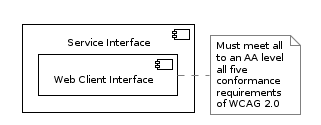 Service Interface
Web Client Interface
Must meet all
to an AA level
all five
conformance
requirements
of WCAG 2.0